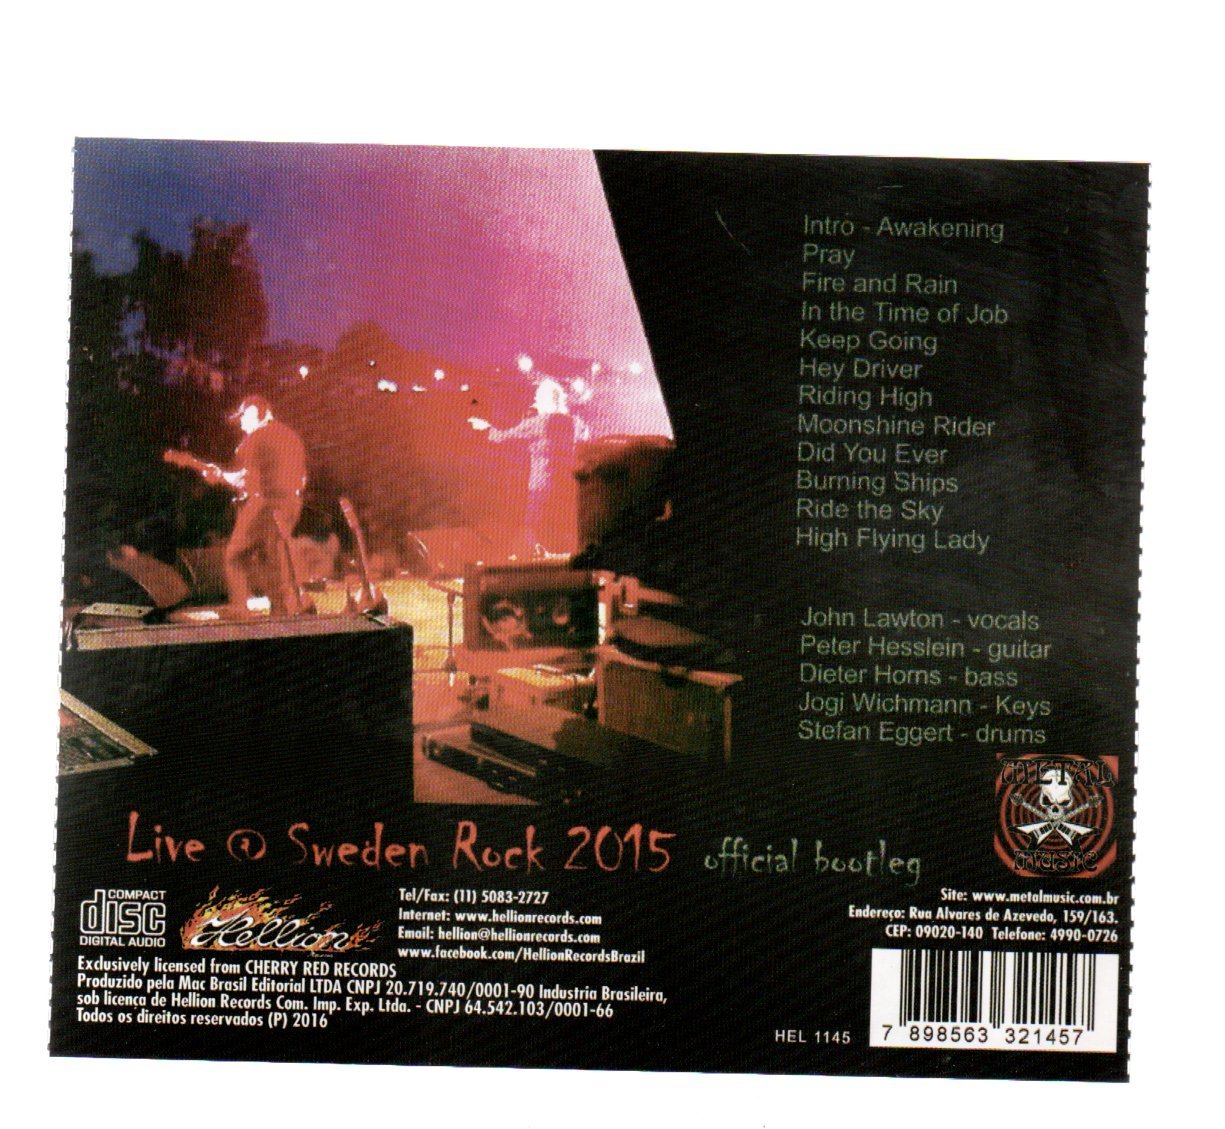 Intro - Awakening
Pray
Fire and Rain
In the Time of Job
Keep Going
Hey Driver
Riding High
Moonshine Rider
Did You Ever
Burning Ships
Ride the Sky
High Flying Lady
John Lawton - vocals
Peter Hesslein - guitar
Dieter Horns - bass
Jogi Wichmann - Keys
Stefan Eggert - drums
METAL
MUSIC
Live @ Sweden Rock 2015 official bootleg
COMPACT
disc
DIGITAL AUDIO
Hellion
Records
Tel/Fax: (11) 5083-2727
Internet: www.hellionrecords.com
Email: hellion@hellionrecords.com
www.facebook.com/HellionRecordsBrazil
Site: www.metalmusic.com.br
Endereço: Rua Alvares de Azevedo, 159/163.
CEP: 09020-140 Telefone: 4990-0726
Exclusively licensed from CHERRY RED RECORDS
Produzido pela Mac Brasil Editorial LTDA CNPJ 20.719.740/0001-90 Industria Brasileira,
sob licença de Hellion Records Com. Imp. Exp. Ltda. - CNPJ 64.542.103/0001-66
Todos os direitos reservados (P) 2016
HEL 1145
7 898563 321457